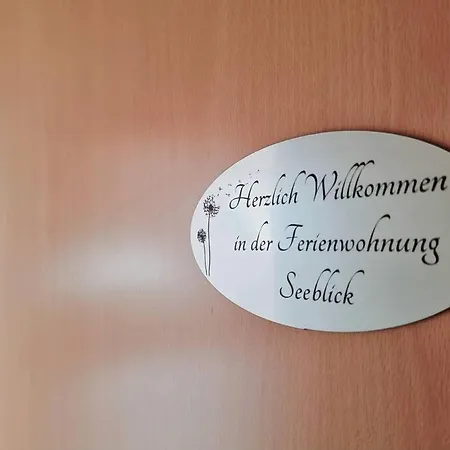 Herzlich Willkommen
in der Ferienwohnung
Seeblick